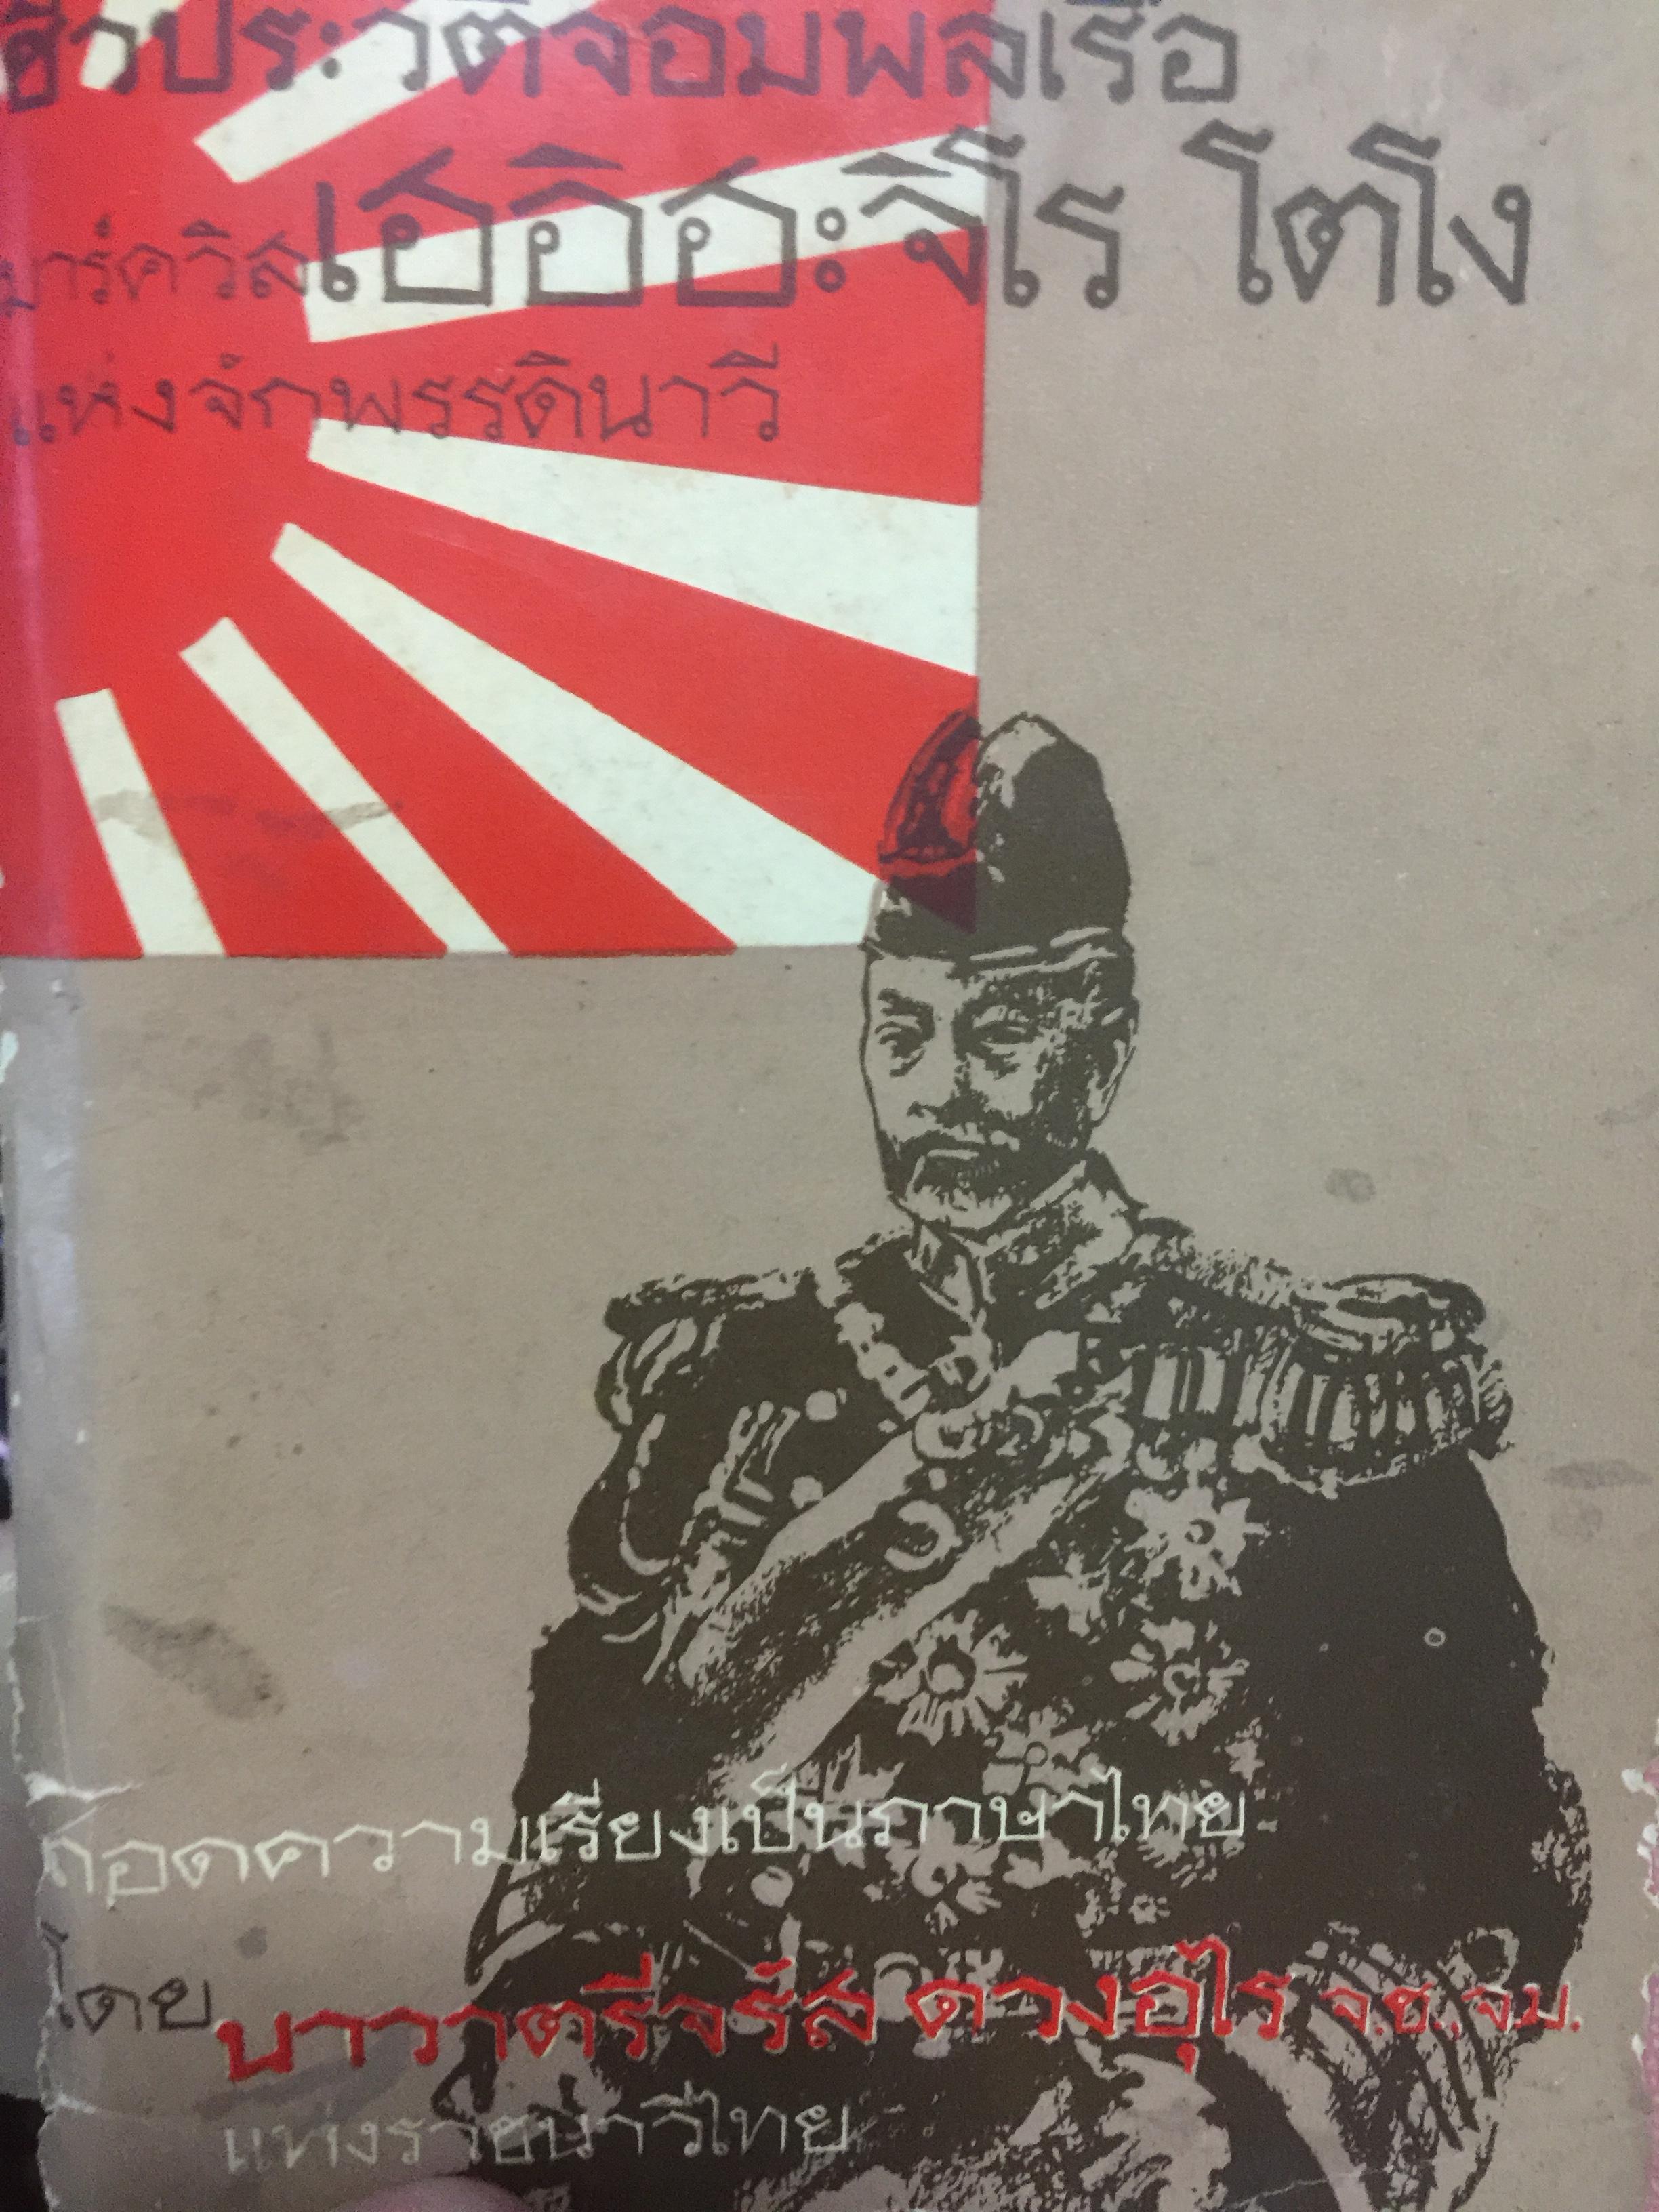 ชีวประวัติจอมพลเรือ
มาร์ควิสเฮอิฮะจิโร โตโง
แห่งจักพรรดินาวี
ถอดความเรียงเป็นภาษาไทย
โดย นาวาตรีจรัส ดวงอุไร จ.ช.,จ.ม.
แห่งราชนาวีไทย